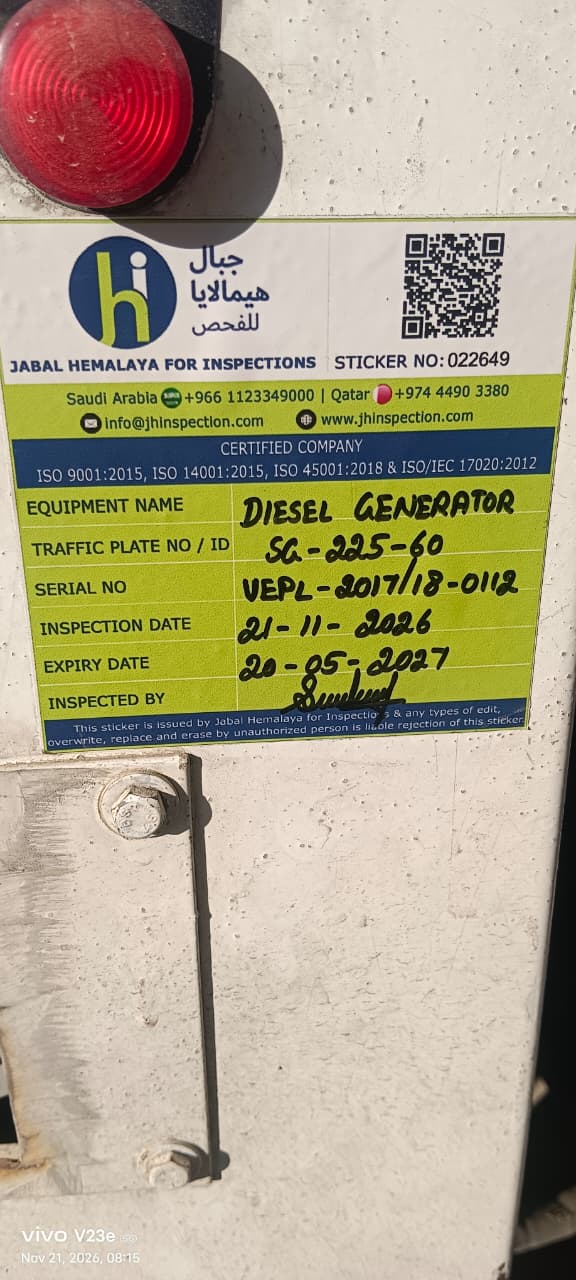 جبال
هيمالايا
للفحص
JABAL HEMALAYA FOR INSPECTIONS STICKER NO: 022649
Saudi Arabia +966 1123349000 | Qatar +974 4490 3380
info@jhinspection.com www.jhinspection.com
CERTIFIED COMPANY
ISO 9001:2015, ISO 14001:2015, ISO 45001:2018 & ISO/IEC 17020:2012
EQUIPMENT NAME DIESEL GENERATOR
TRAFFIC PLATE NO / ID SG-225-60
SERIAL NO VEPL-2017/18-0112
INSPECTION DATE 21-11-2026
EXPIRY DATE 20-05-2027
INSPECTED BY
This sticker is issued by Jabal Hemalaya for Inspections & any types of edit,
overwrite, replace and erase by unauthorized person is liable rejection of this sticker.
vivo V23e 5G
Nov 21, 2026, 08:15